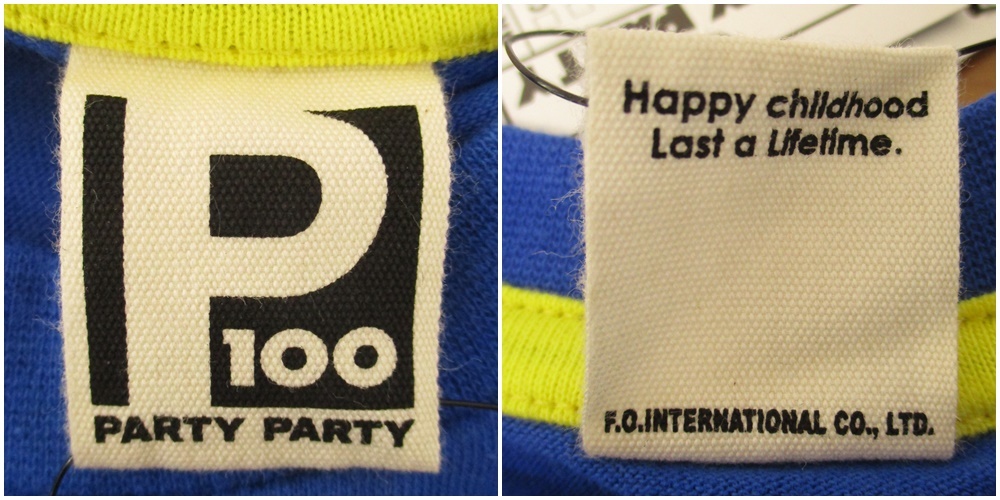 P
100
PARTY PARTY
Happy childhood
Last a Lifetime.
F.O.INTERNATIONAL CO., LTD.